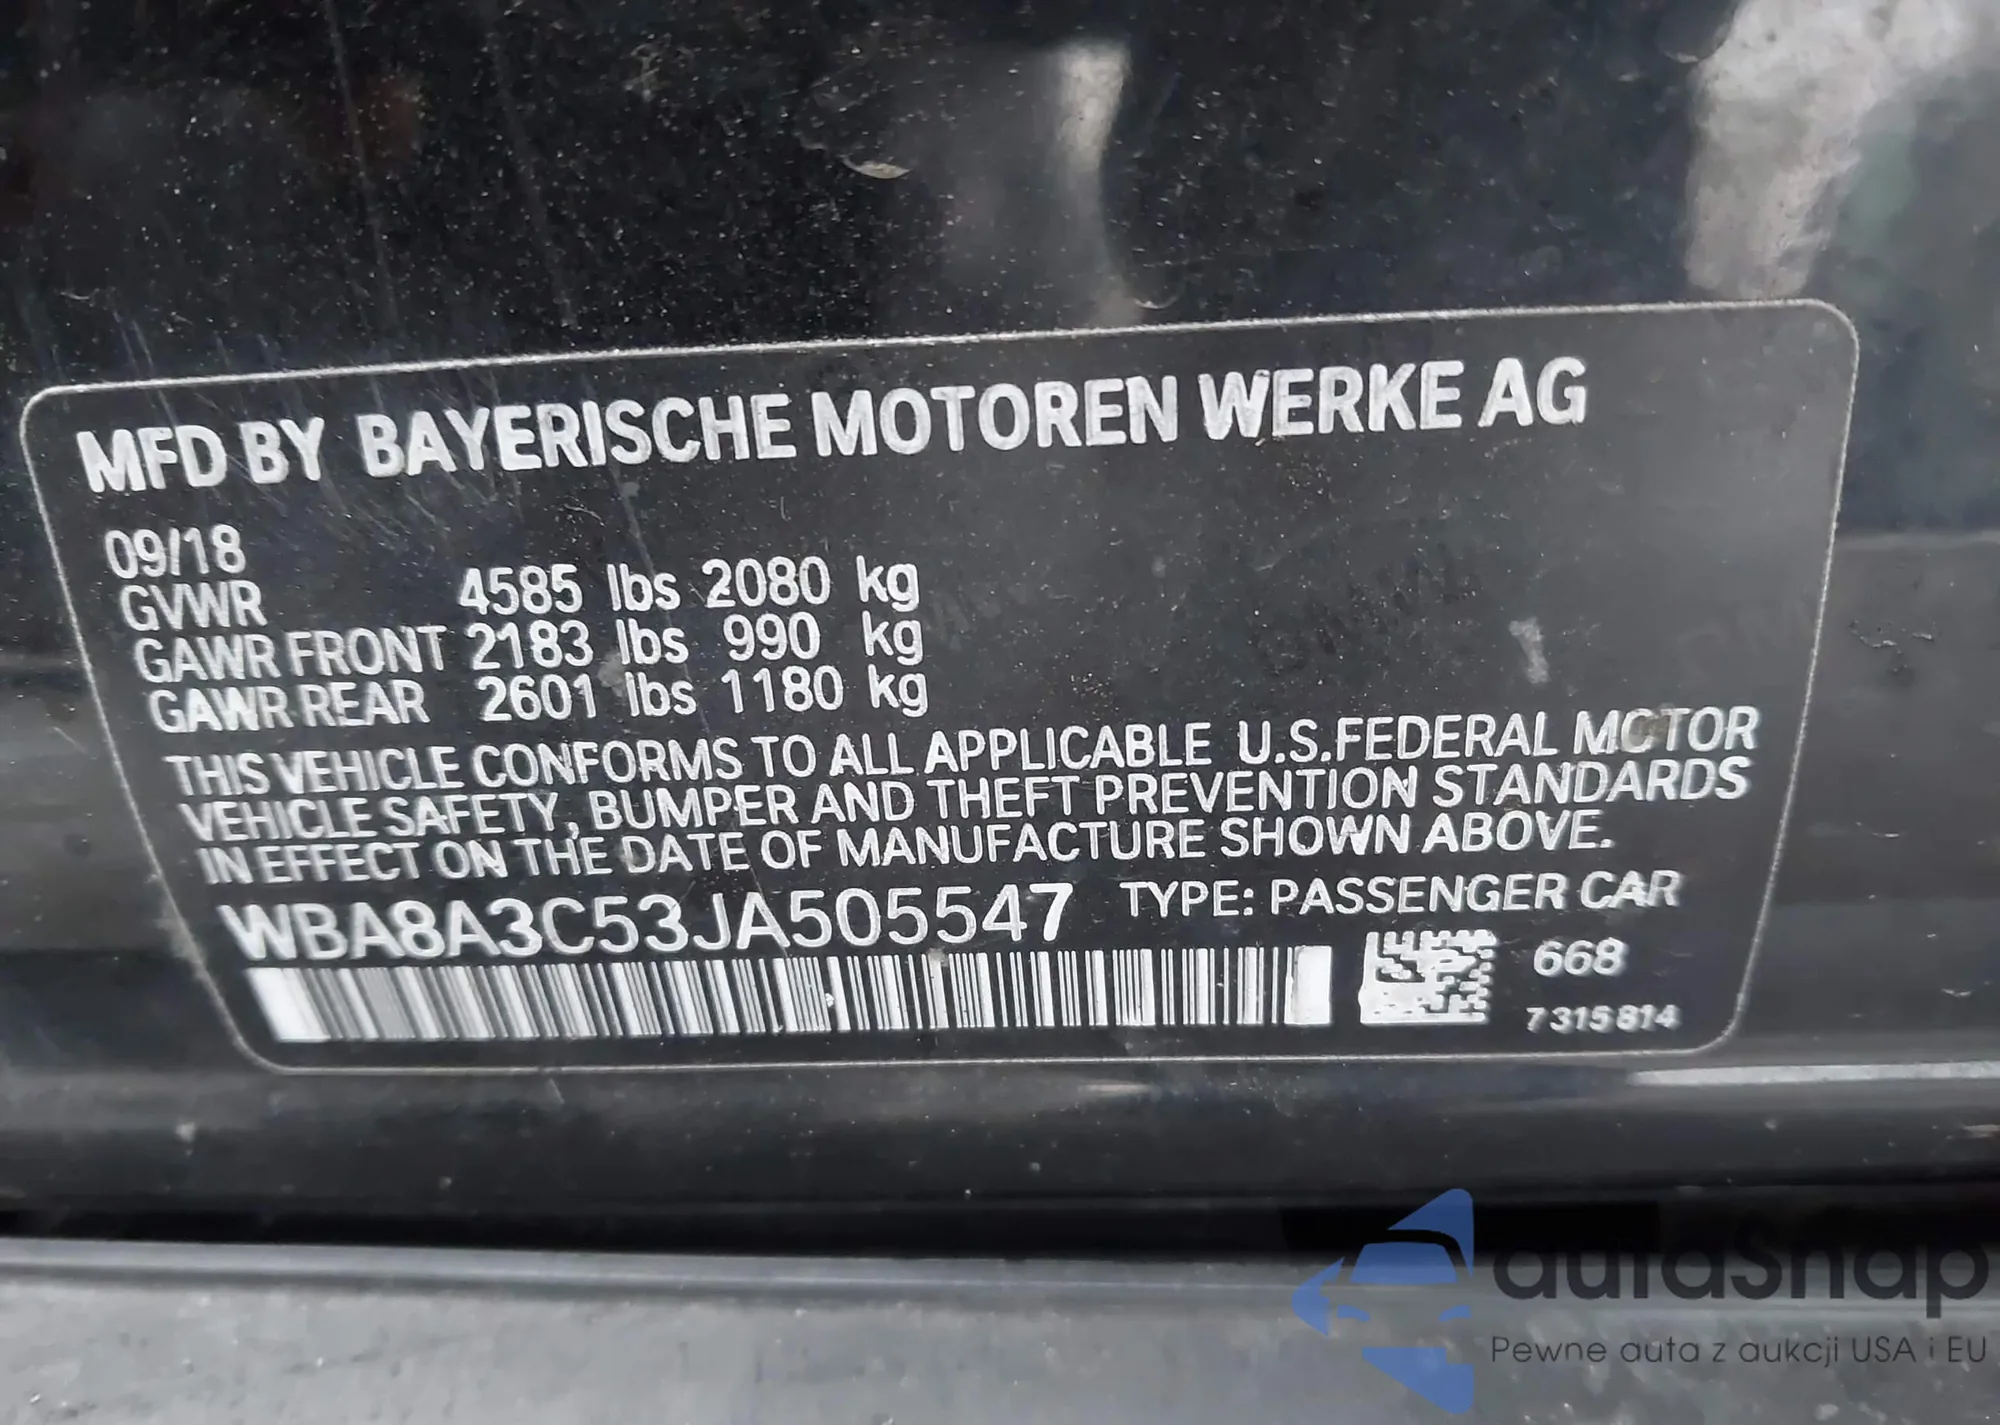 MFD BY BAYERISCHE MOTOREN WERKE AG
09/18
GVWR 4585 lbs 2080 kg
GAWR FRONT 2183 lbs 990 kg
GAWR REAR 2601 lbs 1180 kg
THIS VEHICLE CONFORMS TO ALL APPLICABLE U.S.FEDERAL MOTOR
VEHICLE SAFETY, BUMPER AND THEFT PREVENTION STANDARDS
IN EFFECT ON THE DATE OF MANUFACTURE SHOWN ABOVE.
WBA8A3C53JA505547 TYPE: PASSENGER CAR
668
7315814
autaSnap
Pewne auta z aukcji USA i EU